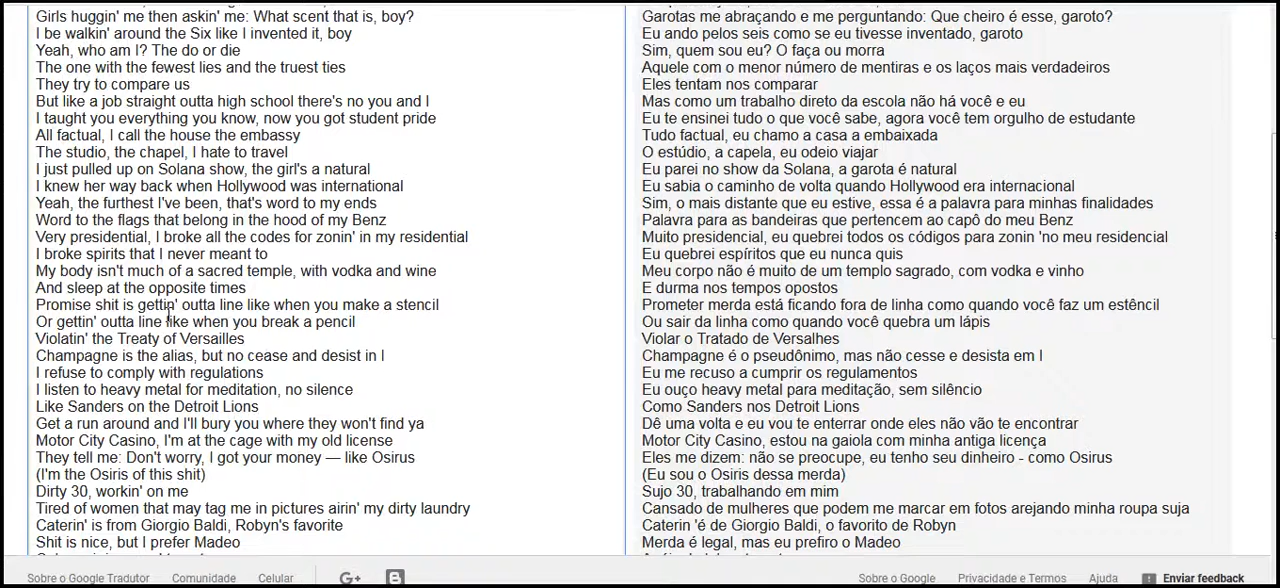 Girls huggin' me then askin' me: What scent that is, boy?
I be walkin' around the Six like I invented it, boy
Yeah, who am I? The do or die
The one with the fewest lies and the truest ties
They try to compare us
But like a job straight outta high school there's no you and I
I taught you everything you know, now you got student pride
All factual, I call the house the embassy
The studio, the chapel, I hate to travel
I just pulled up on Solana show, the girl's a natural
I knew her way back when Hollywood was international
Yeah, the furthest I've been, that's word to my ends
Word to the flags that belong in the hood of my Benz
Very presidential, I broke all the codes for zonin' in my residential
I broke spirits that I never meant to
My body isn't much of a sacred temple, with vodka and wine
And sleep at the opposite times
Promise shit is gettin' outta line like when you make a stencil
Or gettin' outta line like when you break a pencil
Violatin' the Treaty of Versailles
Champagne is the alias, but no cease and desist in I
I refuse to comply with regulations
I listen to heavy metal for meditation, no silence
Like Sanders on the Detroit Lions
Get a run around and I'll bury you where they won't find ya
Motor City Casino, I'm at the cage with my old license
They tell me: Don't worry, I got your money — like Osirus
(I'm the Osiris of this shit)
Dirty 30, workin' on me
Tired of women that may tag me in pictures airin' my dirty laundry
Caterin' is from Giorgio Baldi, Robyn's favorite
Shit is nice, but I prefer Madeo
Garotas me abraçando e me perguntando: Que cheiro é esse, garoto?
Eu ando pelos seis como se eu tivesse inventado, garoto
Sim, quem sou eu? O faça ou morra
Aquele com o menor número de mentiras e os laços mais verdadeiros
Eles tentam nos comparar
Mas como um trabalho direto da escola não há você e eu
Eu te ensinei tudo o que você sabe, agora você tem orgulho de estudante
Tudo factual, eu chamo a casa a embaixada
O estúdio, a capela, eu odeio viajar
Eu parei no show da Solana, a garota é natural
Eu sabia o caminho de volta quando Hollywood era internacional
Sim, o mais distante que eu estive, essa é a palavra para minhas finalidades
Palavra para as bandeiras que pertencem ao capô do meu Benz
Muito presidencial, eu quebrei todos os códigos para zonin 'no meu residencial
Eu quebrei espíritos que eu nunca quis
Meu corpo não é muito de um templo sagrado, com vodka e vinho
E durma nos tempos opostos
Prometer merda está ficando fora de linha como quando você faz um estêncil
Ou sair da linha como quando você quebra um lápis
Violar o Tratado de Versalhes
Champagne é o pseudônimo, mas não cesse e desista em I
Eu me recuso a cumprir os regulamentos
Eu ouço heavy metal para meditação, sem silêncio
Como Sanders nos Detroit Lions
Dê uma volta e eu vou te enterrar onde eles não vão te encontrar
Motor City Casino, estou na gaiola com minha antiga licença
Eles me dizem: não se preocupe, eu tenho seu dinheiro - como Osirus
(Eu sou o Osiris dessa merda)
Sujo 30, trabalhando em mim
Cansado de mulheres que podem me marcar em fotos arejando minha roupa suja
Caterin 'é de Giorgio Baldi, o favorito de Robyn
Merda é legal, mas eu prefiro o Madeo
Sobre o Google Tradutor Comunidade Celular G+ Sobre o Google Privacidade e Termos Ajuda Enviar feedback